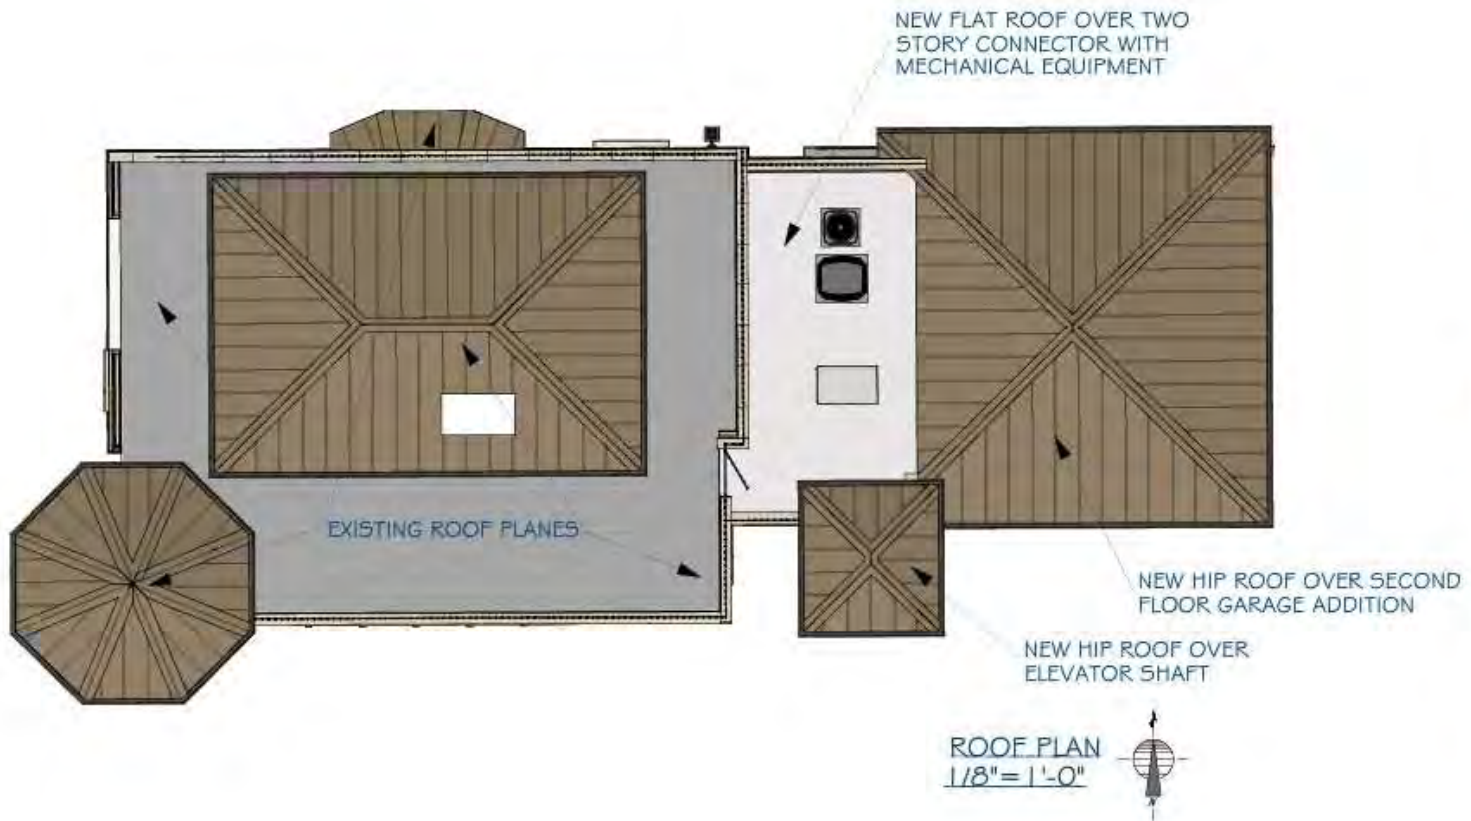 NEW FLAT ROOF OVER TWO
STORY CONNECTOR WITH
MECHANICAL EQUIPMENT
EXISTING ROOF PLANES
NEW HIP ROOF OVER SECOND
FLOOR GARAGE ADDITION
NEW HIP ROOF OVER
ELEVATOR SHAFT
ROOF PLAN
1/8"=1'-0"
N